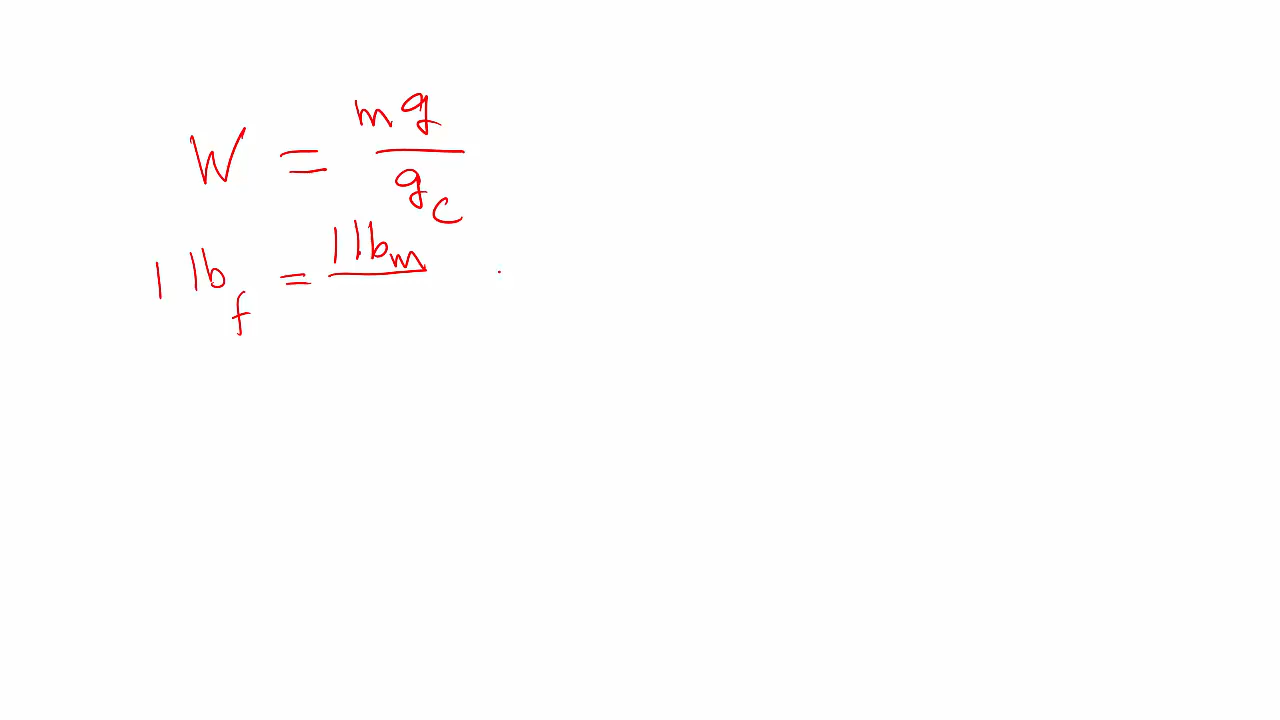 W = mg / g_c
1 lb_f = 1 lb_m /